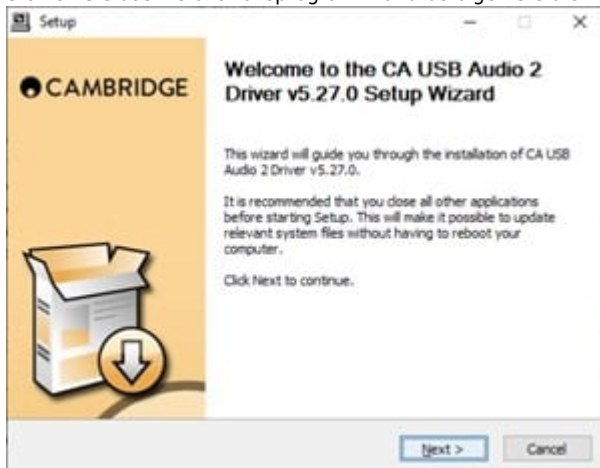 Setup
CAMBRIDGE
Welcome to the CA USB Audio 2
Driver v5.27.0 Setup Wizard
This wizard will guide you through the installation of CA USB
Audio 2 Driver v5.27.0.
It is recommended that you close all other applications
before starting Setup. This will make it possible to update
relevant system files without having to reboot your
computer.
Click Next to continue.
Next >
Cancel